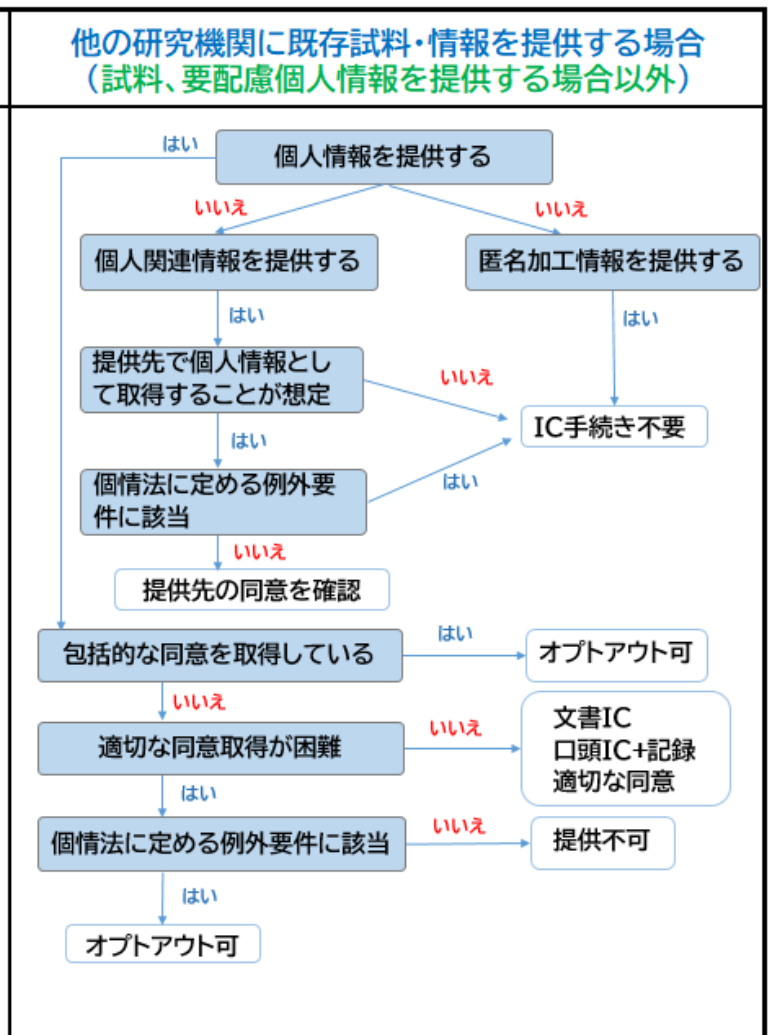 他の研究機関に既存試料・情報を提供する場合
（試料、要配慮個人情報を提供する場合以外）
はい
個人情報を提供する
いいえ
いいえ
個人関連情報を提供する
匿名加工情報を提供する
はい
はい
提供先で個人情報とし
て取得することが想定
いいえ
IC手続き不要
はい
個情法に定める例外要
件に該当
はい
いいえ
提供先の同意を確認
包括的な同意を取得している
はい
オプトアウト可
いいえ
適切な同意取得が困難
いいえ
文書IC
口頭IC+記録
適切な同意
はい
個情法に定める例外要件に該当
いいえ
提供不可
はい
オプトアウト可